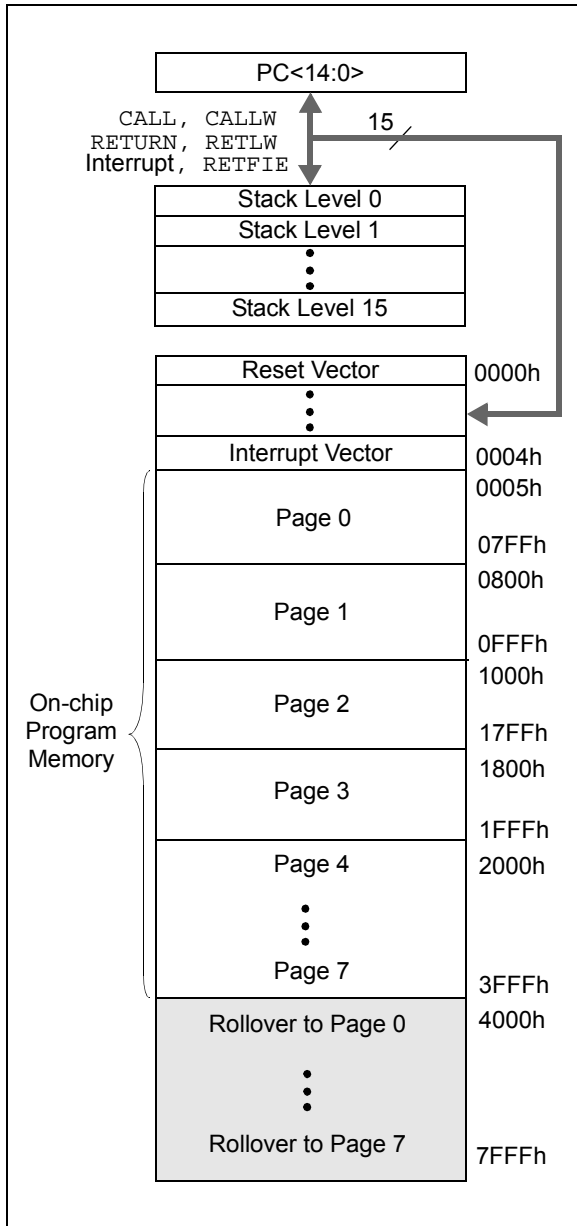 PC<14:0>
CALL, CALLW
15
RETURN, RETLW
Interrupt, RETFIE
Stack Level 0
Stack Level 1
Stack Level 15
Reset Vector
0000h
Interrupt Vector
0004h
0005h
Page 0
07FFh
0800h
Page 1
0FFFh
1000h
On-chip
Program
Memory
Page 2
17FFh
1800h
Page 3
1FFFh
Page 4
2000h
Page 7
3FFFh
Rollover to Page 0
4000h
Rollover to Page 7
7FFFh